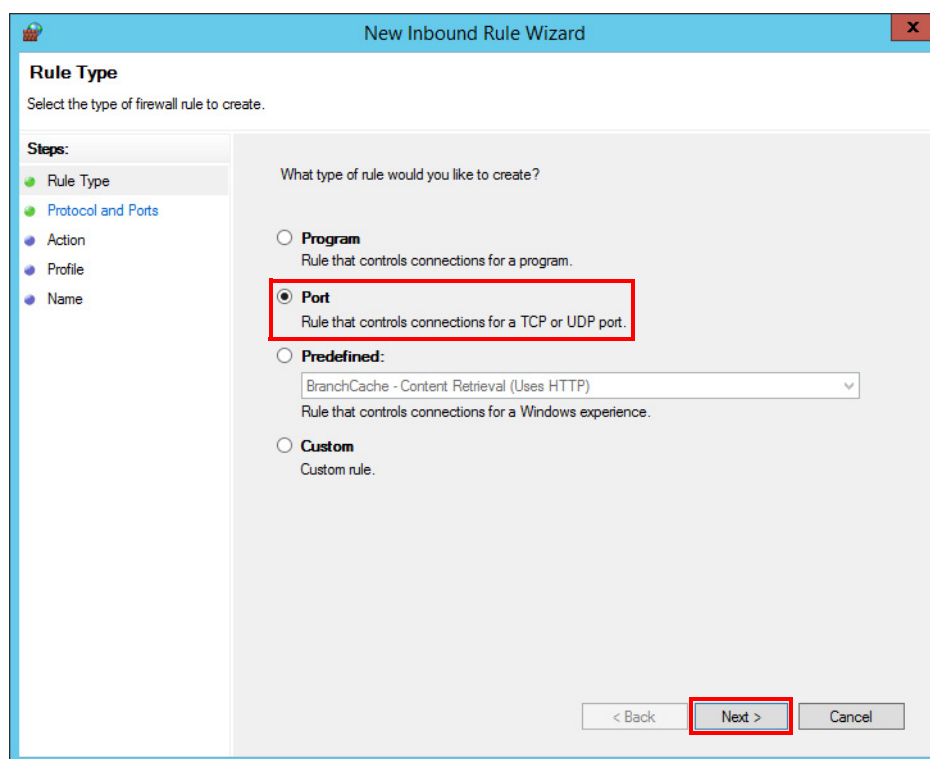 New Inbound Rule Wizard
x
Rule Type
Select the type of firewall rule to create.
Steps:
Rule Type
Protocol and Ports
Action
Profile
Name
What type of rule would you like to create?
Program
Rule that controls connections for a program.
Port
Rule that controls connections for a TCP or UDP port.
Predefined:
BranchCache - Content Retrieval (Uses HTTP)
Rule that controls connections for a Windows experience.
Custom
Custom rule.
< Back
Next >
Cancel